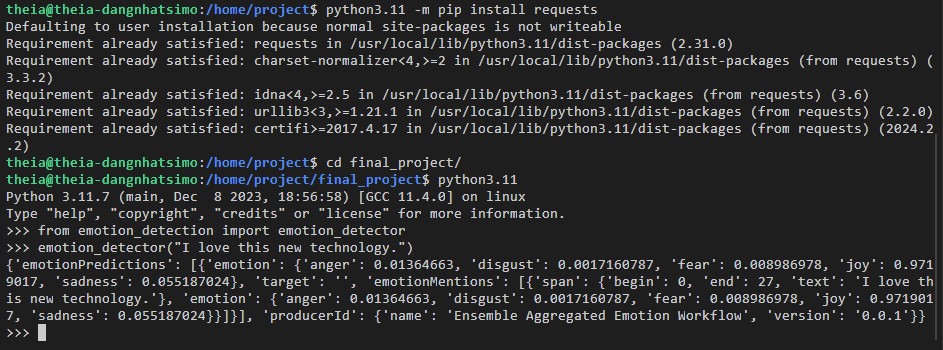 theia@theia-dangnhatsimo:/home/project$ python3.11 -m pip install requests
Defaulting to user installation because normal site-packages is not writeable
Requirement already satisfied: requests in /usr/local/lib/python3.11/dist-packages (2.31.0)
Requirement already satisfied: charset-normalizer<4,>=2 in /usr/local/lib/python3.11/dist-packages (from requests) (
3.3.2)
Requirement already satisfied: idna<4,>=2.5 in /usr/local/lib/python3.11/dist-packages (from requests) (3.6)
Requirement already satisfied: urllib3<3,>=1.21.1 in /usr/local/lib/python3.11/dist-packages (from requests) (2.2.0)
Requirement already satisfied: certifi>=2017.4.17 in /usr/local/lib/python3.11/dist-packages (from requests) (2024.2
.2)
theia@theia-dangnhatsimo:/home/project$ cd final_project/
theia@theia-dangnhatsimo:/home/project/final_project$ python3.11
Python 3.11.7 (main, Dec  8 2023, 18:56:58) [GCC 11.4.0] on linux
Type "help", "copyright", "credits" or "license" for more information.
>>> from emotion_detection import emotion_detector
>>> emotion_detector("I love this new technology.")
{'emotionPredictions': [{'emotion': {'anger': 0.01364663, 'disgust': 0.0017160787, 'fear': 0.008986978, 'joy': 0.971
9017, 'sadness': 0.055187024}, 'target': '', 'emotionMentions': [{'span': {'begin': 0, 'end': 27, 'text': 'I love th
is new technology.'}, 'emotion': {'anger': 0.01364663, 'disgust': 0.0017160787, 'fear': 0.008986978, 'joy': 0.971901
7, 'sadness': 0.055187024}}]}], 'producerId': {'name': 'Ensemble Aggregated Emotion Workflow', 'version': '0.0.1'}}
>>>